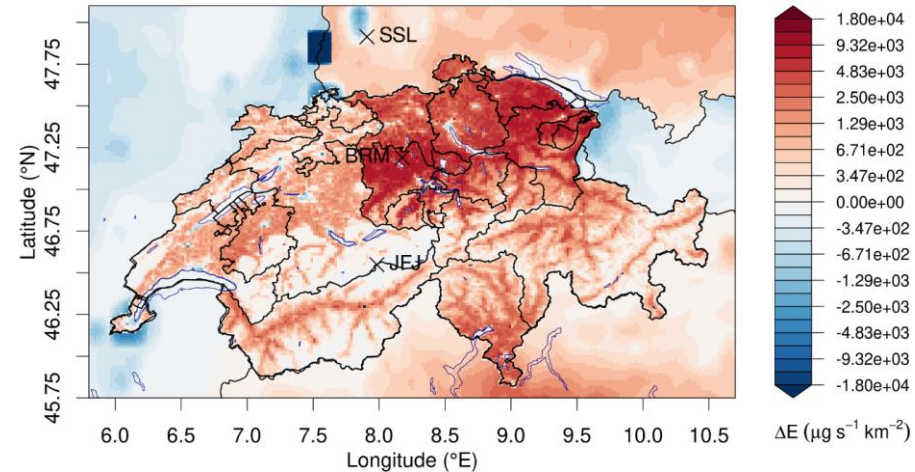 47.75
47.25
46.75
46.25
45.75
Latitude (°N)
SSL
BRM
JFJ
6.0 6.5 7.0 7.5 8.0 8.5 9.0 9.5 10.0 10.5
Longitude (°E)
1.80e+04
9.32e+03
4.83e+03
2.50e+03
1.29e+03
6.71e+02
3.47e+02
0.00e+00
-3.47e+02
-6.71e+02
-1.29e+03
-2.50e+03
-4.83e+03
-9.32e+03
-1.80e+04
ΔE (μg s⁻¹ km⁻²)